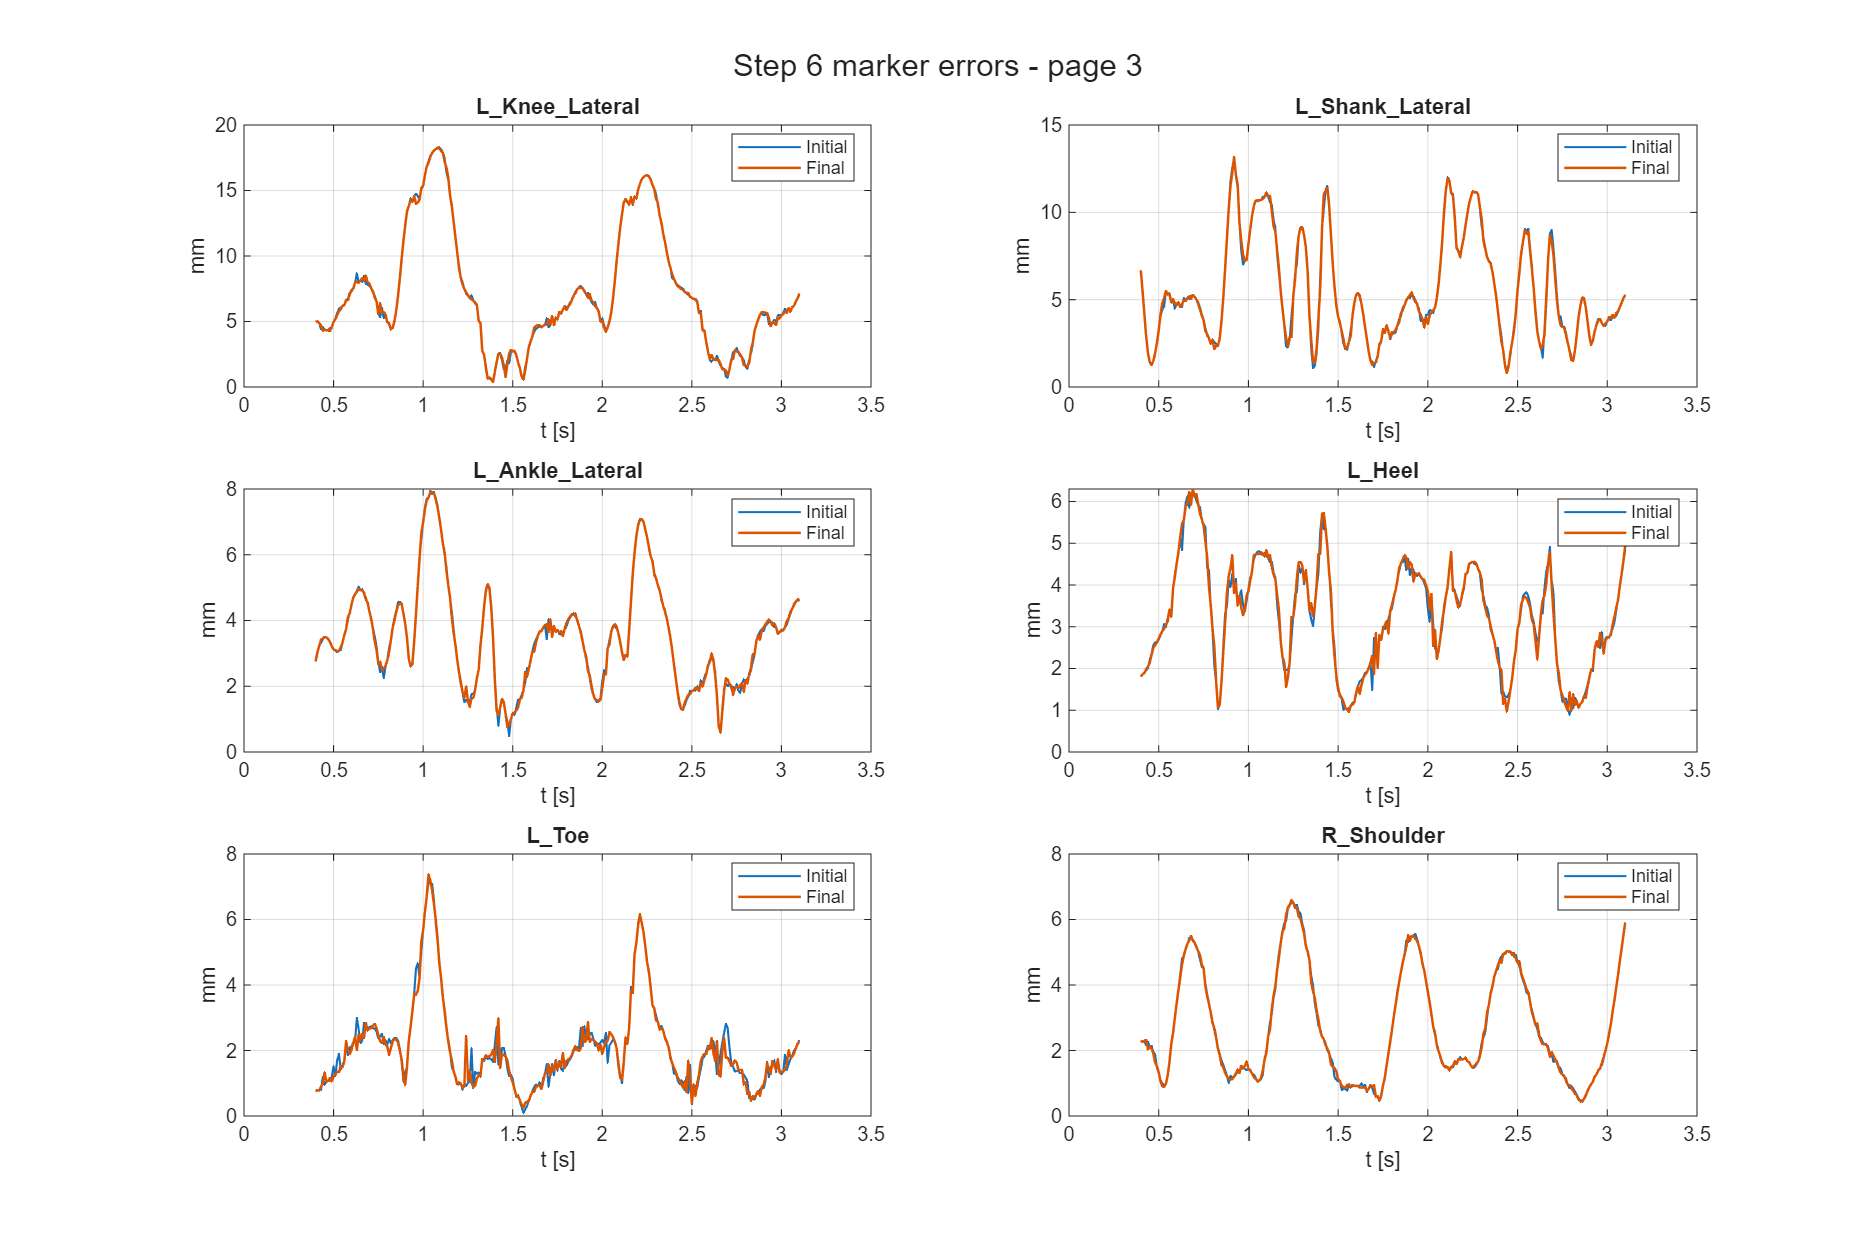 Step 6 marker errors - page 3
L_Knee_Lateral
20
15
10
5
0
mm
Initial
Final
0 0.5 1 1.5 2 2.5 3 3.5
t [s]
L_Shank_Lateral
15
10
5
0
mm
Initial
Final
0 0.5 1 1.5 2 2.5 3 3.5
t [s]
L_Ankle_Lateral
8
6
4
2
0
mm
Initial
Final
0 0.5 1 1.5 2 2.5 3 3.5
t [s]
L_Heel
6
5
4
3
2
1
0
mm
Initial
Final
0 0.5 1 1.5 2 2.5 3 3.5
t [s]
L_Toe
8
6
4
2
0
mm
Initial
Final
0 0.5 1 1.5 2 2.5 3 3.5
t [s]
R_Shoulder
8
6
4
2
0
mm
Initial
Final
0 0.5 1 1.5 2 2.5 3 3.5
t [s]